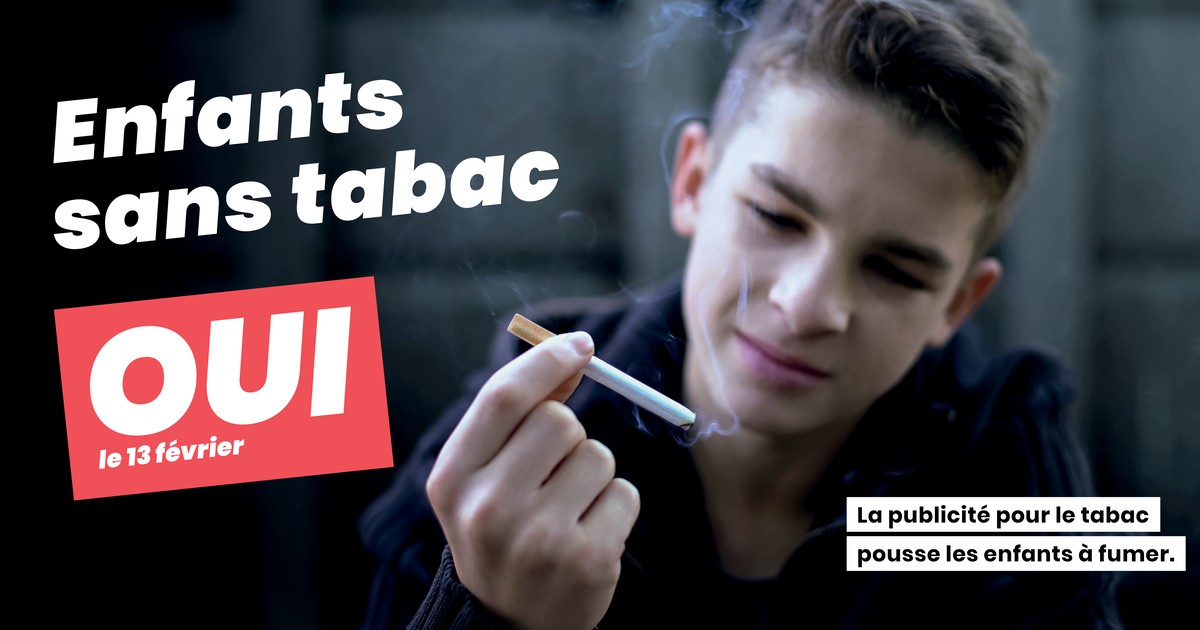 Enfants
sans tabac
OUI
le 13 février
La publicité pour le tabac
pousse les enfants à fumer.